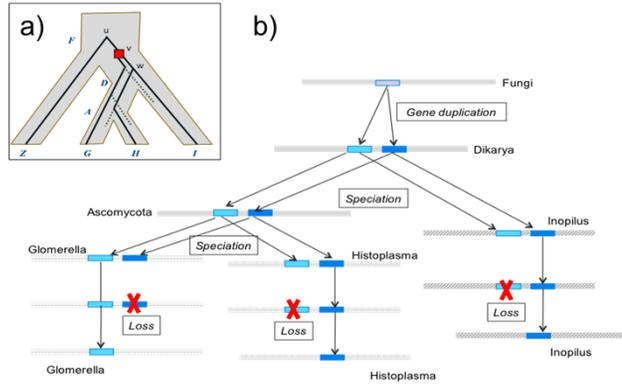 a)
b)
F
u
v
w
D
A
Z G H I
Fungi
Gene duplication
Dikarya
Speciation
Ascomycota
Inopilus
Glomerella
Speciation
Histoplasma
Loss
Loss
Loss
Inopilus
Glomerella
Histoplasma